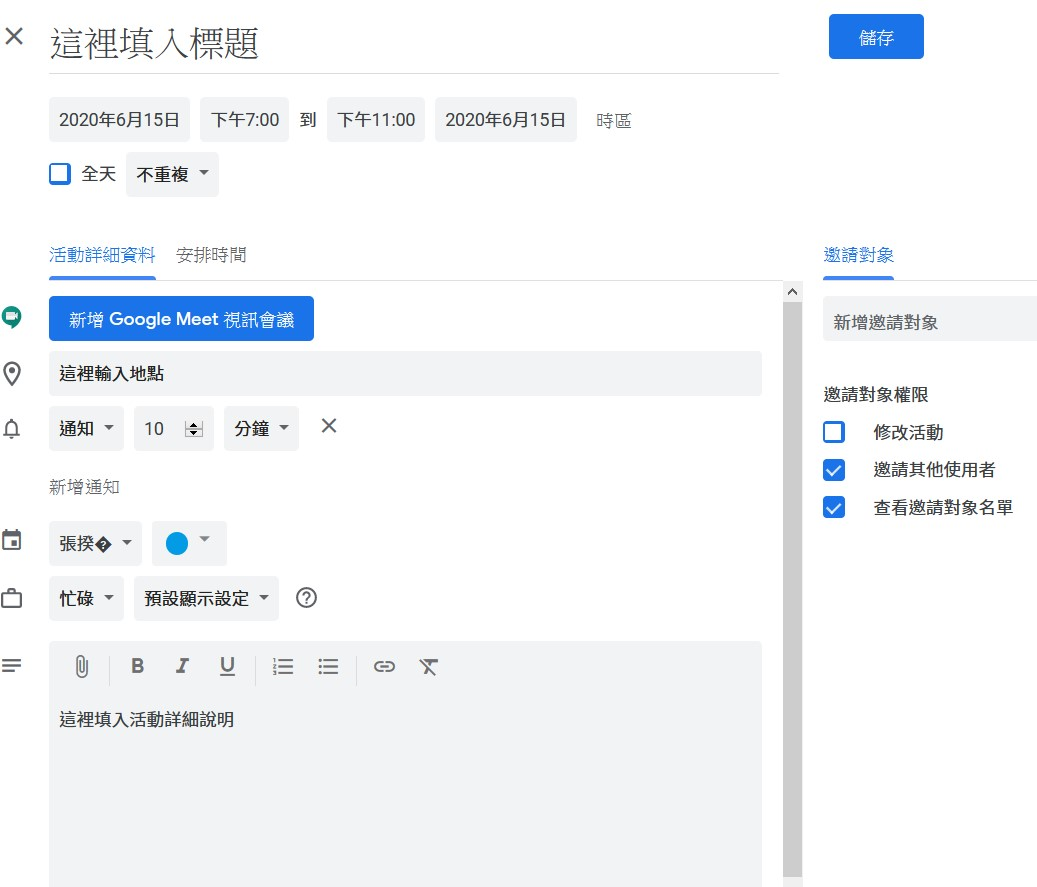 這裡填入標題
儲存
2020年6月15日 下午7:00 到 下午11:00 2020年6月15日 時區
全天 不重複
活動詳細資料 安排時間
邀請對象
新增 Google Meet 視訊會議
新增邀請對象
這裡輸入地點
邀請對象權限
通知 10 分鐘
修改活動
邀請其他使用者
新增通知
查看邀請對象名單
張揆�
忙碌 預設顯示設定
B I U
這裡填入活動詳細說明